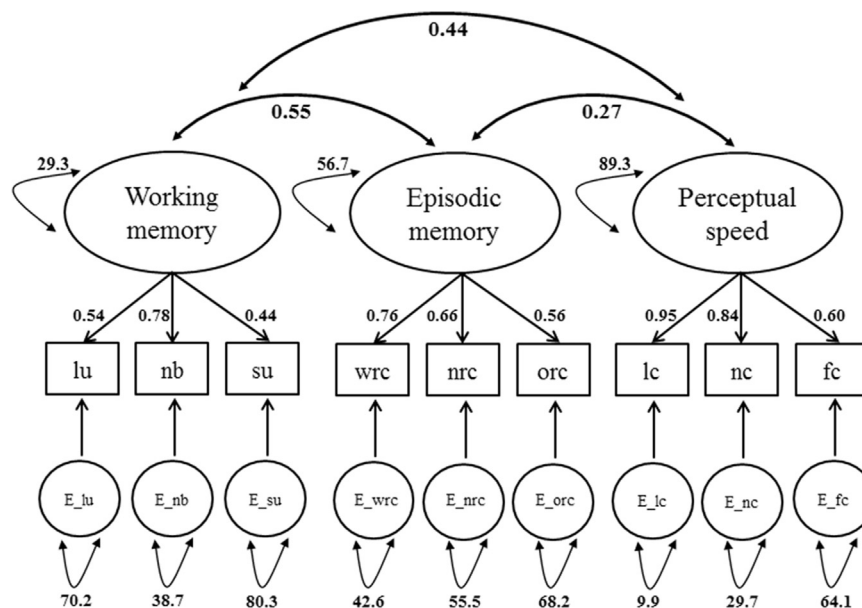 0.44
0.55
0.27
29.3
56.7
89.3
Working
memory
Episodic
memory
Perceptual
speed
0.54
0.78
0.44
0.76
0.66
0.56
0.95
0.84
0.60
lu
nb
su
wrc
nrc
orc
lc
nc
fc
E_lu
E_nb
E_su
E_wrc
E_nrc
E_orc
E_lc
E_nc
E_fc
70.2
38.7
80.3
42.6
55.5
68.2
9.9
29.7
64.1